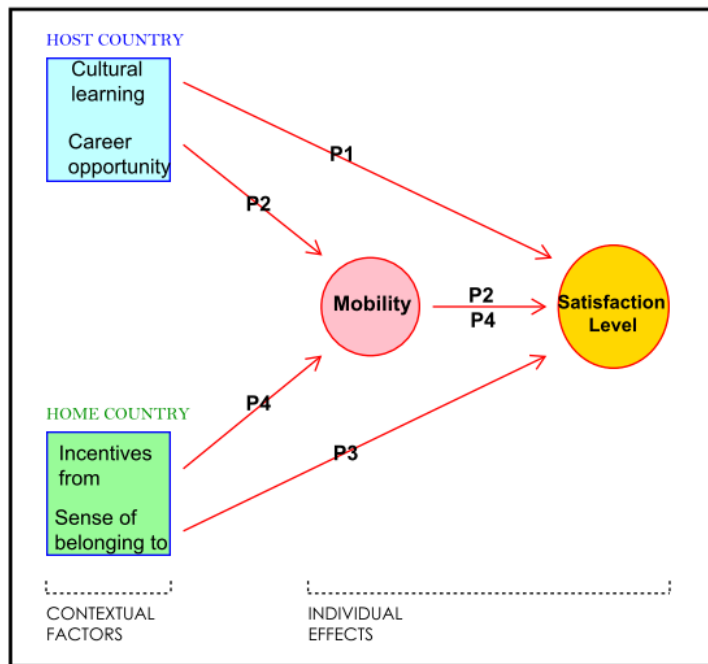 HOST COUNTRY
Cultural
learning
Career
opportunity
P1
P2
Mobility
P2
P4
Satisfaction
Level
P4
HOME COUNTRY
P3
Incentives
from
Sense of
belonging to
CONTEXTUAL
FACTORS
INDIVIDUAL
EFFECTS